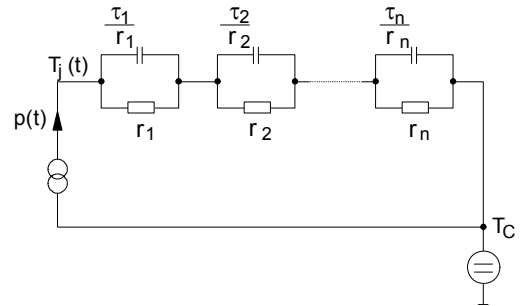 τ1 τ2 τn
r1 r2 rn
Tj (t)
r1 r2 rn
p(t)
TC